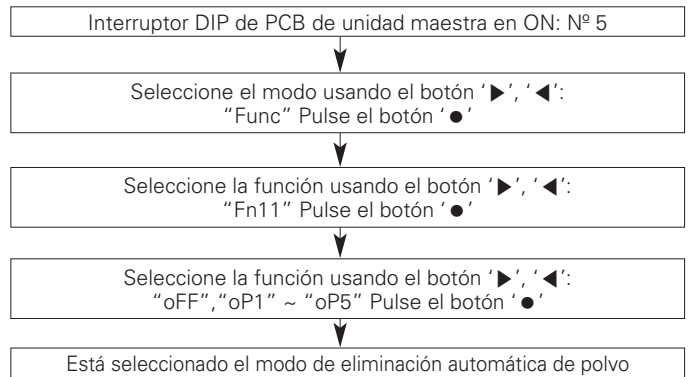 Interruptor DIP de PCB de unidad maestra en ON: Nº 5
Seleccione el modo usando el botón ‘▶’, ‘◀’:
“Func” Pulse el botón ‘●’
Seleccione la función usando el botón ‘▶’, ‘◀’:
“Fn11” Pulse el botón ‘●’
Seleccione la función usando el botón ‘▶’, ‘◀’:
“oFF”,“oP1” ~ “oP5” Pulse el botón ‘●’
Está seleccionado el modo de eliminación automática de polvo